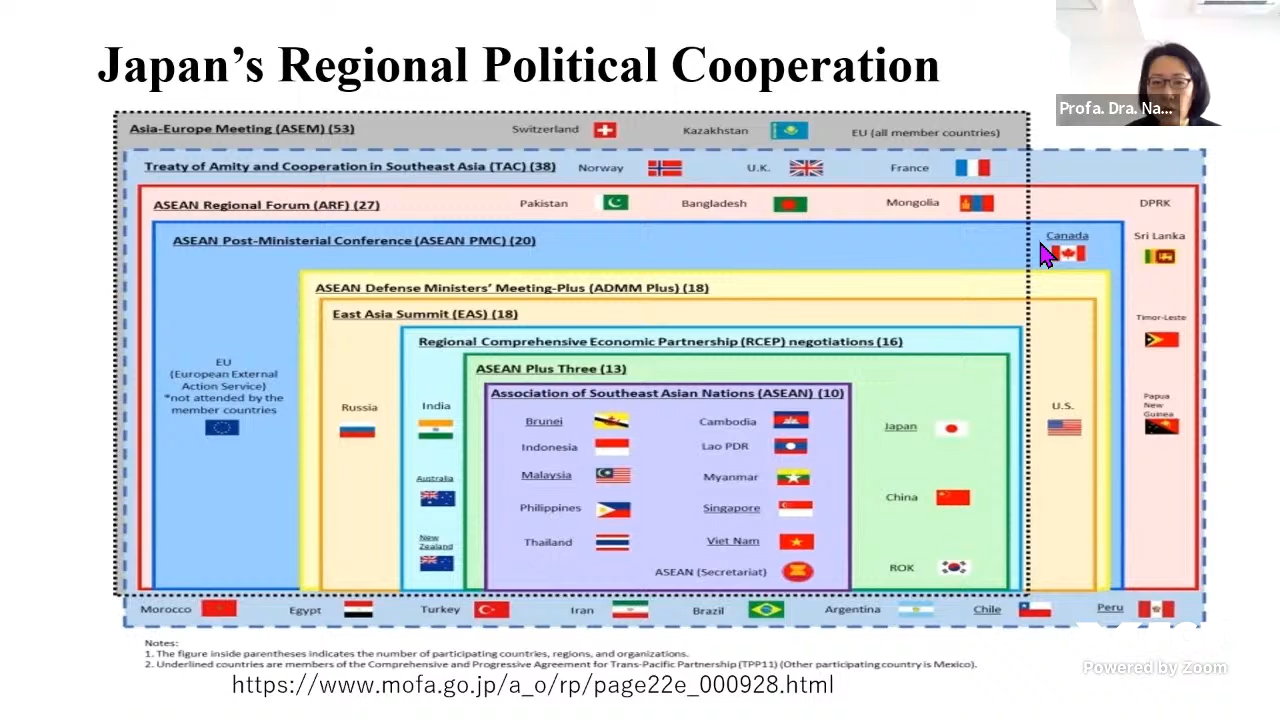 Japan's Regional Political Cooperation
Profa. Dra. Na...
Asia-Europe Meeting (ASEM) (53)
Switzerland
Kazakhstan
EU (all member countries)
Treaty of Amity and Cooperation in Southeast Asia (TAC) (38)
Norway
U.K.
France
ASEAN Regional Forum (ARF) (27)
Pakistan
Bangladesh
Mongolia
DPRK
ASEAN Post-Ministerial Conference (ASEAN PMC) (20)
Canada
Sri Lanka
ASEAN Defense Ministers' Meeting-Plus (ADMM Plus) (18)
East Asia Summit (EAS) (18)
Timor-Leste
Regional Comprehensive Economic Partnership (RCEP) negotiations (16)
ASEAN Plus Three (13)
Association of Southeast Asian Nations (ASEAN) (10)
EU
(European External
Action Service)
*not attended by the
member countries
Russia
India
Australia
New
Zealand
Brunei
Cambodia
Indonesia
Lao PDR
Malaysia
Myanmar
Philippines
Singapore
Thailand
Viet Nam
ASEAN (Secretariat)
Japan
China
ROK
U.S.
Papua
New
Guinea
Morocco
Egypt
Turkey
Iran
Brazil
Argentina
Chile
Peru
Notes:
1. The figure inside parentheses indicates the number of participating countries, regions, and organizations.
2. Underlined countries are members of the Comprehensive and Progressive Agreement for Trans-Pacific Partnership (TPP11) (Other participating country is Mexico).
https://www.mofa.go.jp/a_o/rp/page22e_000928.html
Powered by Zoom